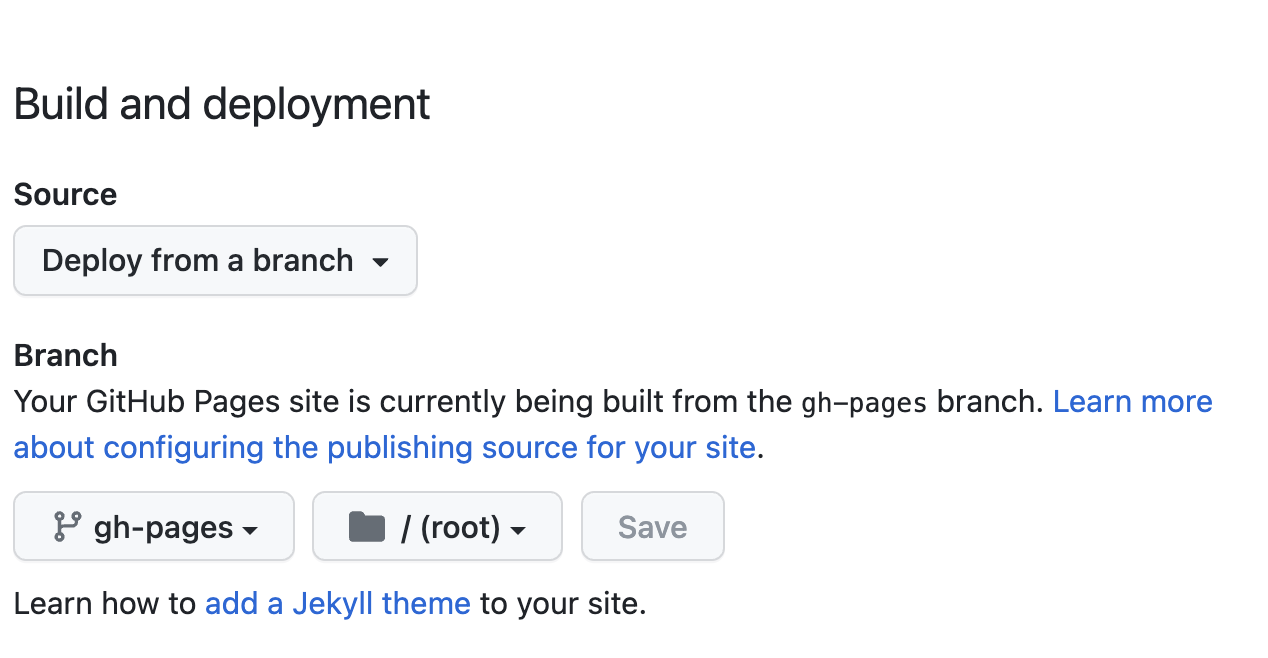 Build and deployment
Source
Deploy from a branch
Branch
Your GitHub Pages site is currently being built from the gh-pages branch. Learn more
about configuring the publishing source for your site.
gh-pages / (root) Save
Learn how to add a Jekyll theme to your site.